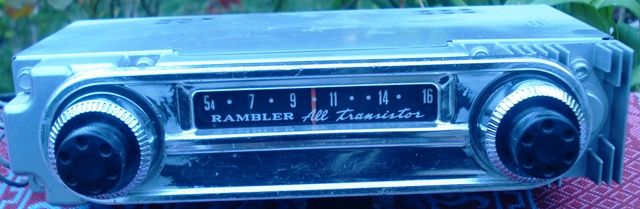 54 • 7 • 9 11 • • 14 • 16
RAMBLER All transistor